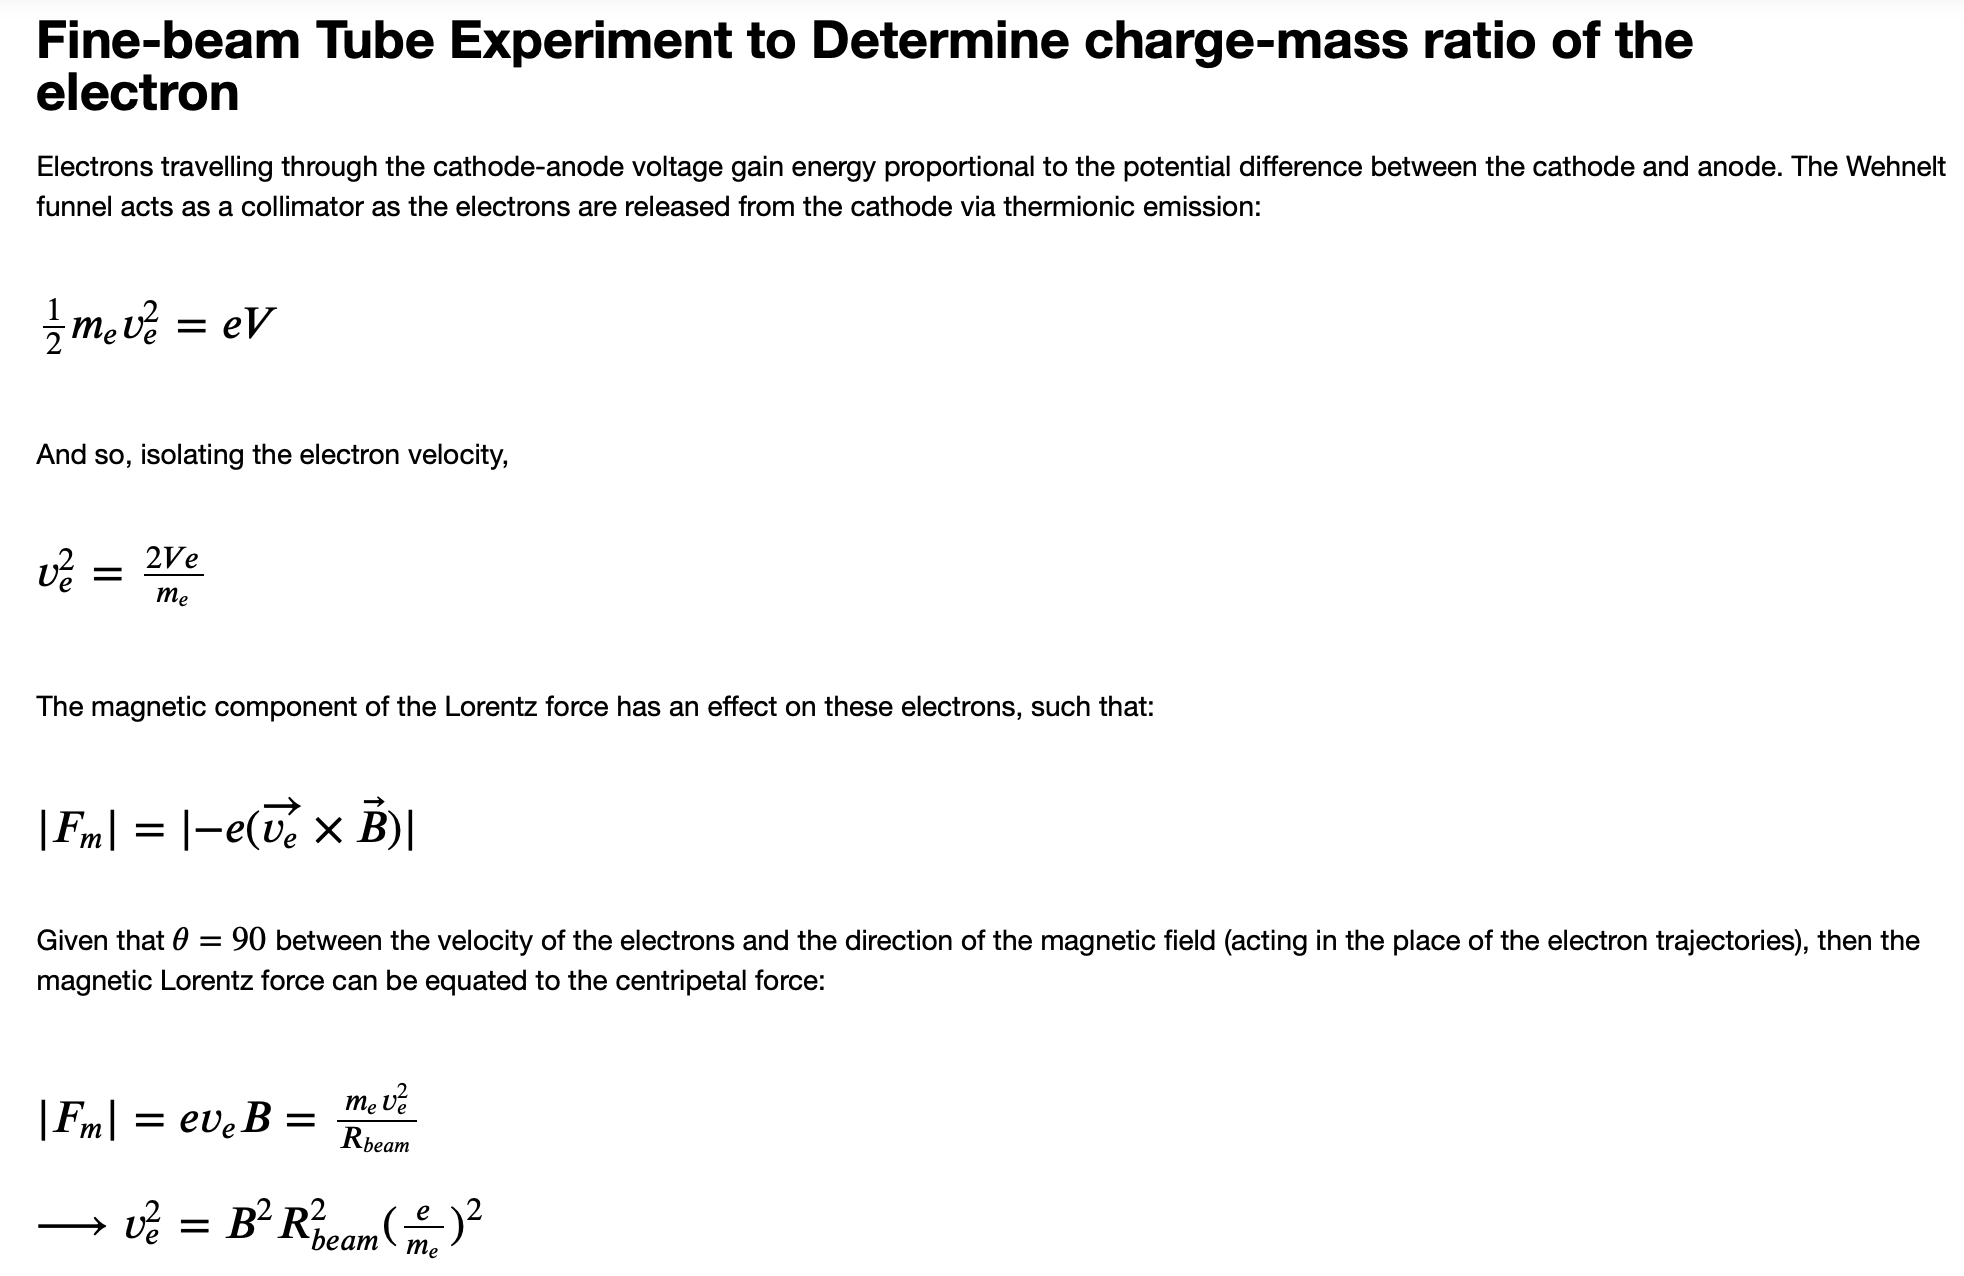 Fine-beam Tube Experiment to Determine charge-mass ratio of the
electron
Electrons travelling through the cathode-anode voltage gain energy proportional to the potential difference between the cathode and anode. The Wehnelt
funnel acts as a collimator as the electrons are released from the cathode via thermionic emission:
$\frac{1}{2} m_e v_e^2 = eV$
And so, isolating the electron velocity,
$v_e^2 = \frac{2Ve}{m_e}$
The magnetic component of the Lorentz force has an effect on these electrons, such that:
$|F_m| = |-e(\overrightarrow{v_e} \times \vec{B})|$
Given that $\theta = 90$ between the velocity of the electrons and the direction of the magnetic field (acting in the place of the electron trajectories), then the
magnetic Lorentz force can be equated to the centripetal force:
$|F_m| = e v_e B = \frac{m_e v_e^2}{R_{beam}}$
$\longrightarrow v_e^2 = B^2 R_{beam}^2 (\frac{e}{m_e})^2$